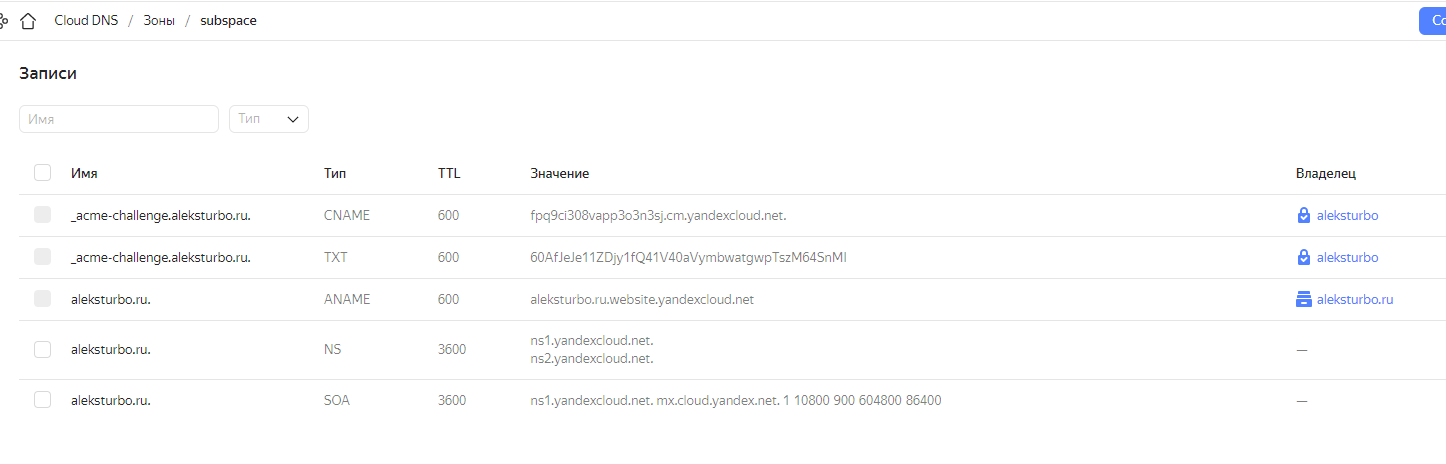 Cloud DNS / Зоны / subspace
Со
Записи
Имя Тип
Имя Тип TTL Значение Владелец
_acme-challenge.aleksturbo.ru. CNAME 600 fpq9ci308vapp3o3n3sj.cm.yandexcloud.net. aleksturbo
_acme-challenge.aleksturbo.ru. TXT 600 60AfJeJe11ZDjy1fQ41V40aVymbwatgwpTszM64SnMI aleksturbo
aleksturbo.ru. ANAME 600 aleksturbo.ru.website.yandexcloud.net aleksturbo.ru
aleksturbo.ru. NS 3600 ns1.yandexcloud.net. —
ns2.yandexcloud.net.
aleksturbo.ru. SOA 3600 ns1.yandexcloud.net. mx.cloud.yandex.net. 1 10800 900 604800 86400 —